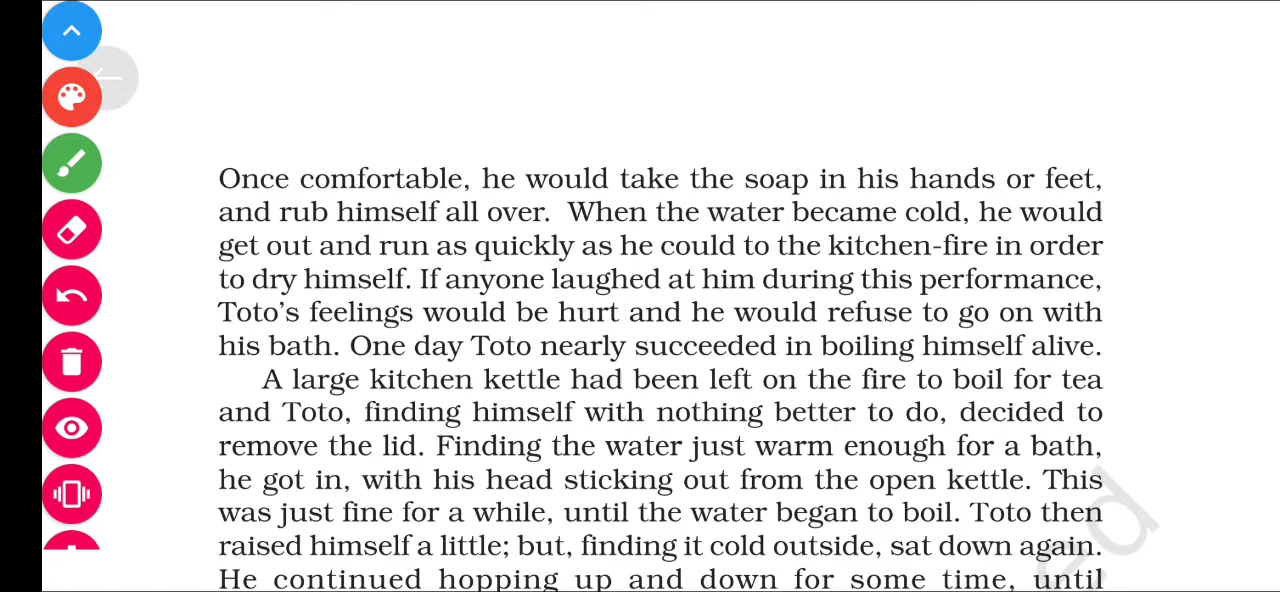 Once comfortable, he would take the soap in his hands or feet,
and rub himself all over. When the water became cold, he would
get out and run as quickly as he could to the kitchen-fire in order
to dry himself. If anyone laughed at him during this performance,
Toto’s feelings would be hurt and he would refuse to go on with
his bath. One day Toto nearly succeeded in boiling himself alive.
A large kitchen kettle had been left on the fire to boil for tea
and Toto, finding himself with nothing better to do, decided to
remove the lid. Finding the water just warm enough for a bath,
he got in, with his head sticking out from the open kettle. This
was just fine for a while, until the water began to boil. Toto then
raised himself a little; but, finding it cold outside, sat down again.
He continued hopping up and down for some time, until
ed